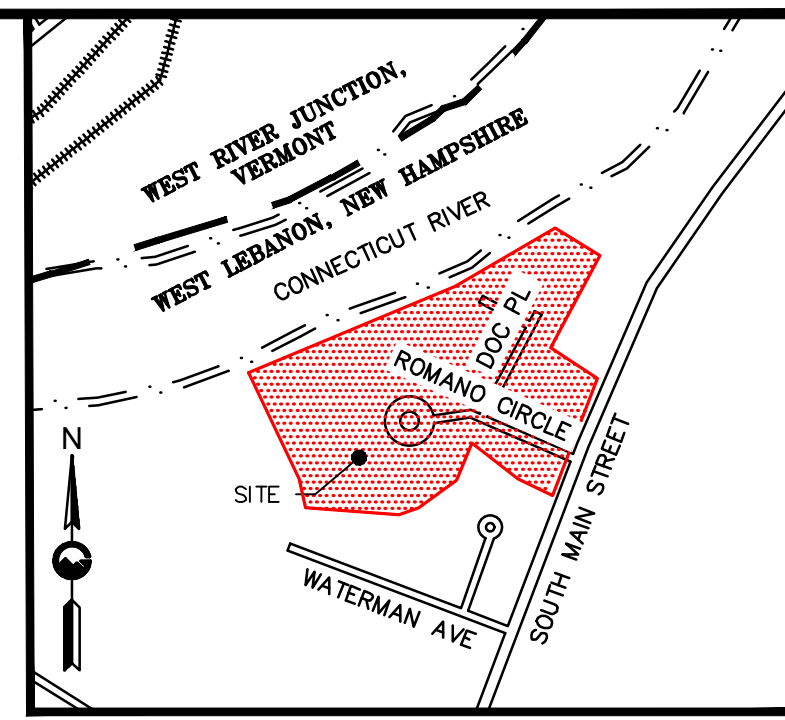 WEST RIVER JUNCTION,
VERMONT
WEST LEBANON, NEW HAMPSHIRE
CONNECTICUT RIVER
DOC PL
ROMANO CIRCLE
N
SITE
SOUTH MAIN STREET
WATERMAN AVE